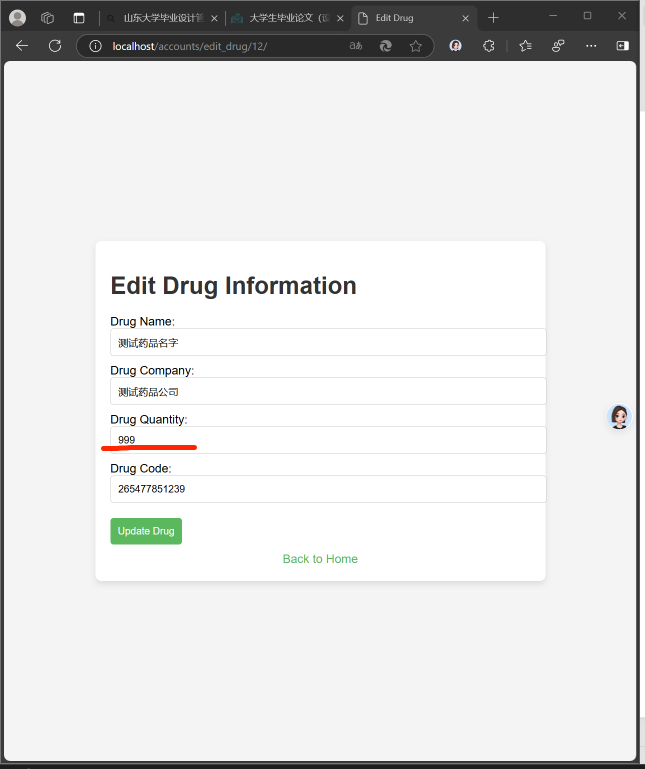 山东大学毕业设计管
大学生毕业论文（设
Edit Drug
localhost/accounts/edit_drug/12/
Edit Drug Information
Drug Name:
测试药品名字
Drug Company:
测试药品公司
Drug Quantity:
999
Drug Code:
265477851239
Update Drug
Back to Home